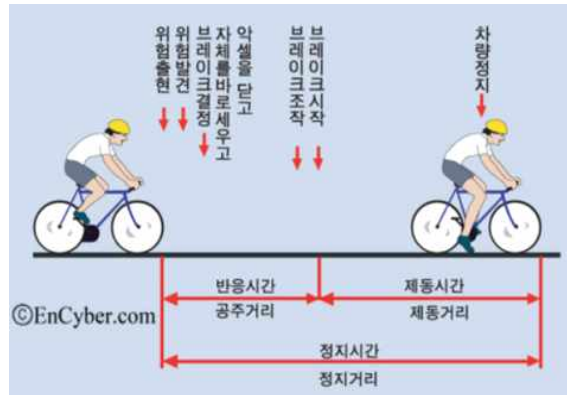 위험출현
위험발견
브레이크결정
자체를바로세우고
악셀을 닫고
브레이크조작
브레이크시작
차량정지
반응시간
공주거리
제동시간
제동거리
©EnCyber.com
정지시간
정지거리